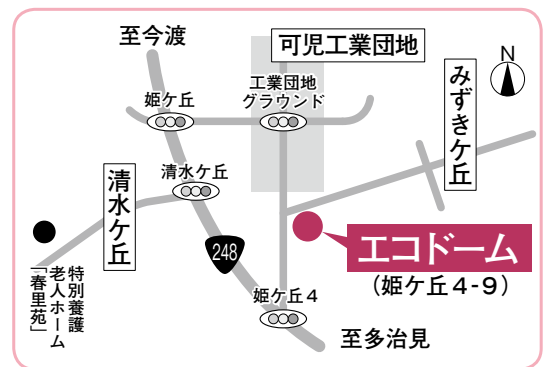 至今渡
可児工業団地
N
工業団地
グラウンド
姫ケ丘
みずきケ丘
清水ケ丘
清水ケ丘
248
エコドーム
(姫ケ丘4-9)
特別養護
老人ホーム
「春里苑」
姫ケ丘4
至多治見